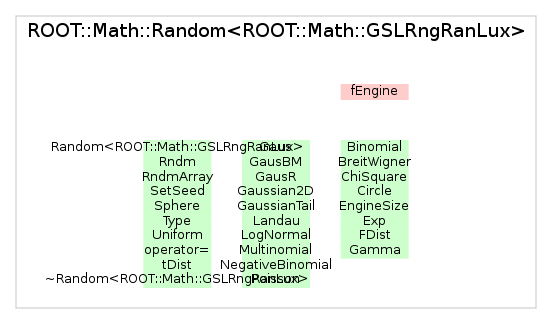 ROOT::Math::Random<ROOT::Math::GSLRngRanLux>
fEngine
Random<ROOT::Math::GSLRngRanLux>
Rndm
RndmArray
SetSeed
Sphere
Type
Uniform
operator=
tDist
~Random<ROOT::Math::GSLRngRanLux>
Gaus
GausBM
GausR
Gaussian2D
GaussianTail
Landau
LogNormal
Multinomial
NegativeBinomial
Poisson
Binomial
BreitWigner
ChiSquare
Circle
EngineSize
Exp
FDist
Gamma